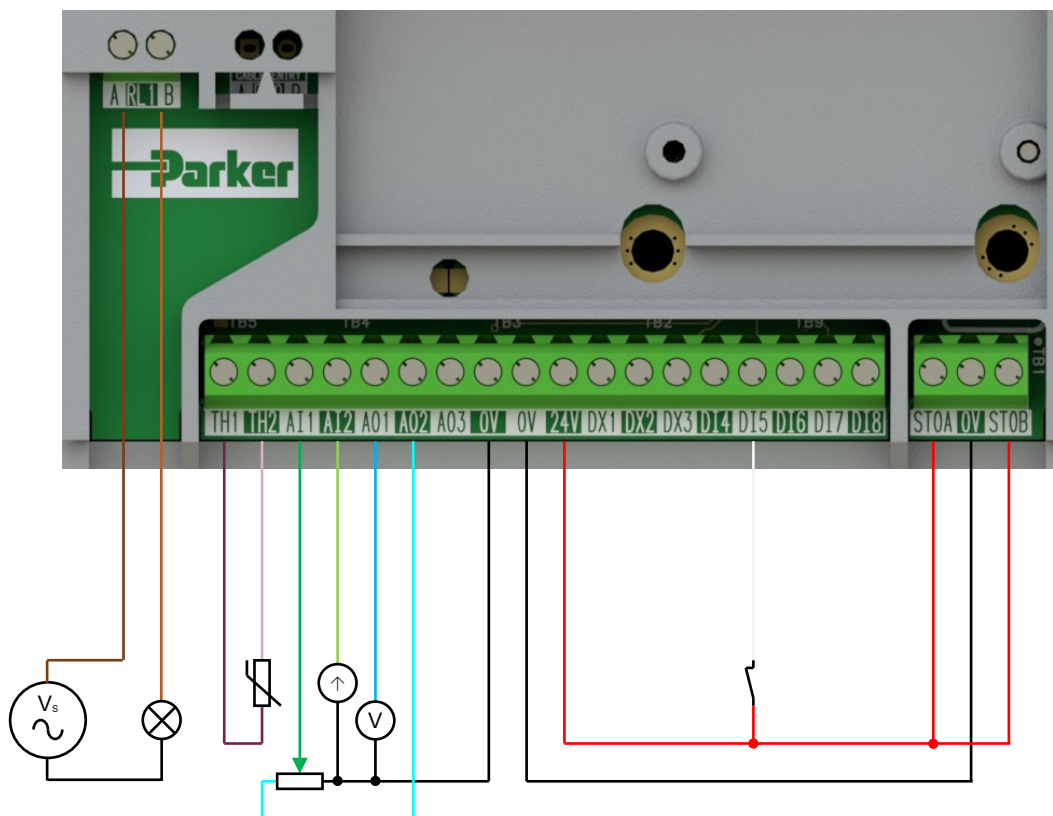 A RL1 B
CABLE ENTRY
Parker
TB5 TB4 TB3 TB2 TB9
TB1
TH1 TH2 AI1 AI2 AO1 AO2 AO3 0V 0V 24V DX1 DX2 DX3 DI4 DI5 DI6 DI7 DI8
STOA 0V STOB
Vs
V